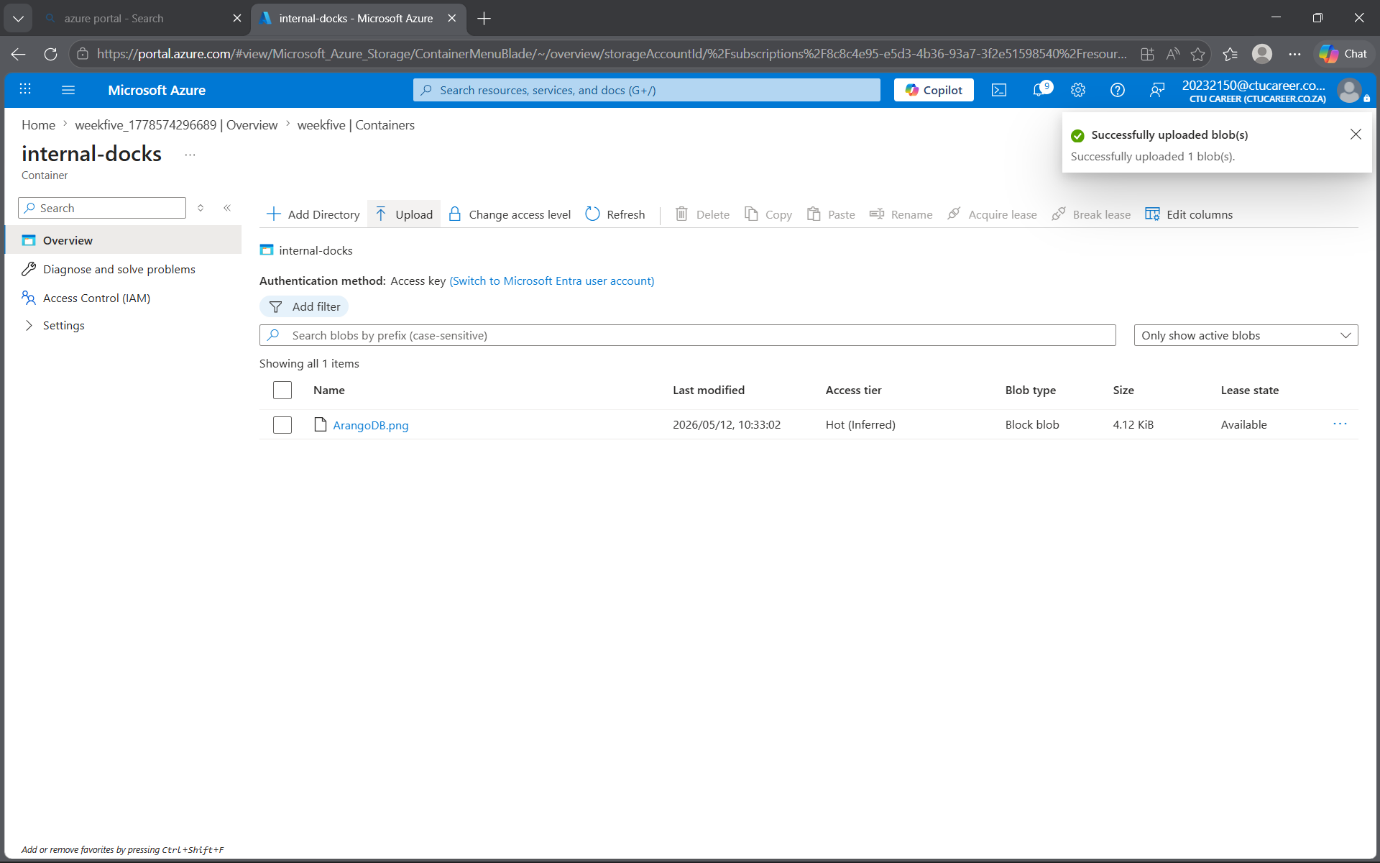 azure portal - Search
internal-docks - Microsoft Azure
https://portal.azure.com/#view/Microsoft_Azure_Storage/ContainerMenuBlade/~/overview/storageAccountId/%2Fsubscriptions%2F8c8c4e95-e5d3-4b36-93a7-3f2e51598540%2Fresour...
Chat
Microsoft Azure
Search resources, services, and docs (G+/)
Copilot
9
20232150@ctucareer.co...
CTU CAREER (CTUCAREER.CO.ZA)
Home > weekfive_1778574296689 | Overview > weekfive | Containers
internal-docks ...
Container
Successfully uploaded blob(s)
Successfully uploaded 1 blob(s).
Search
Overview
Diagnose and solve problems
Access Control (IAM)
Settings
Add Directory Upload Change access level Refresh Delete Copy Paste Rename Acquire lease Break lease Edit columns
internal-docks
Authentication method: Access key (Switch to Microsoft Entra user account)
Add filter
Search blobs by prefix (case-sensitive)
Only show active blobs
Showing all 1 items
Name Last modified Access tier Blob type Size Lease state
ArangoDB.png 2026/05/12, 10:33:02 Hot (Inferred) Block blob 4.12 KiB Available ...
Add or remove favorites by pressing Ctrl+Shift+F